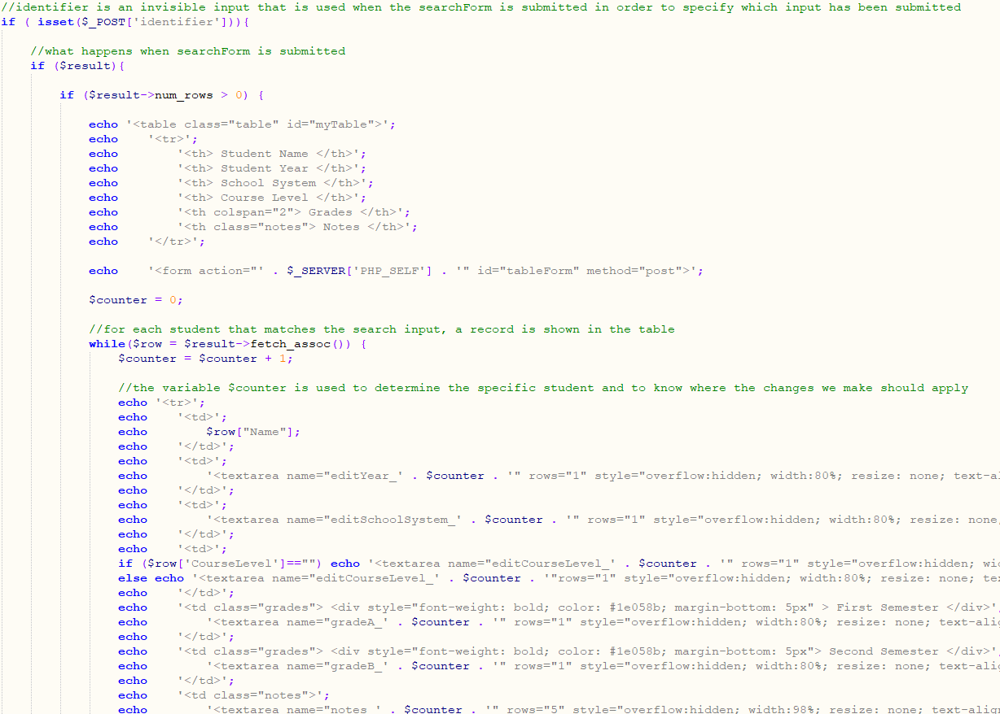 //identifier is an invisible input that is used when the searchForm is submitted in order to specify which input has been submitted
if ( isset($_POST['identifier'])){
//what happens when searchForm is submitted
if ($result){
if ($result->num_rows > 0) {
echo '<table class="table" id="myTable">';
echo '<tr>';
echo '<th> Student Name </th>';
echo '<th> Student Year </th>';
echo '<th> School System </th>';
echo '<th> Course Level </th>';
echo '<th colspan="2"> Grades </th>';
echo '<th class="notes"> Notes </th>';
echo '</tr>';
echo '<form action="' . $_SERVER['PHP_SELF'] . '" id="tableForm" method="post">';
$counter = 0;
//for each student that matches the search input, a record is shown in the table
while($row = $result->fetch_assoc()) {
$counter = $counter + 1;
//the variable $counter is used to determine the specific student and to know where the changes we make should apply
echo '<tr>';
echo '<td>';
echo $row["Name"];
echo '</td>';
echo '<td>';
echo '<textarea name="editYear_' . $counter . '" rows="1" style="overflow:hidden; width:80%; resize: none; text-al
echo '</td>';
echo '<td>';
echo '<textarea name="editSchoolSystem_' . $counter . '" rows="1" style="overflow:hidden; width:80%; resize: none;
echo '</td>';
echo '<td>';
if ($row['CourseLevel']=="") echo '<textarea name="editCourseLevel_' . $counter . '" rows="1" style="overflow:hidden; wid
else echo '<textarea name="editCourseLevel_' . $counter . '"rows="1" style="overflow:hidden; width:80%; resize: none; tex
echo '</td>';
echo '<td class="grades"> <div style="font-weight: bold; color: #1e058b; margin-bottom: 5px" > First Semester </div>';
echo '<textarea name="gradeA_' . $counter . '" rows="1" style="overflow:hidden; width:80%; resize: none; text-alig
echo '</td>';
echo '<td class="grades"> <div style="font-weight: bold; color: #1e058b; margin-bottom: 5px"> Second Semester </div>';
echo '<textarea name="gradeB_' . $counter . '" rows="1" style="overflow:hidden; width:80%; resize: none; text-alig
echo '</td>';
echo '<td class="notes">';
echo '<textarea name="notes_' . $counter . '" rows="5" style="overflow:hidden; width:98%; resize: none; text-align